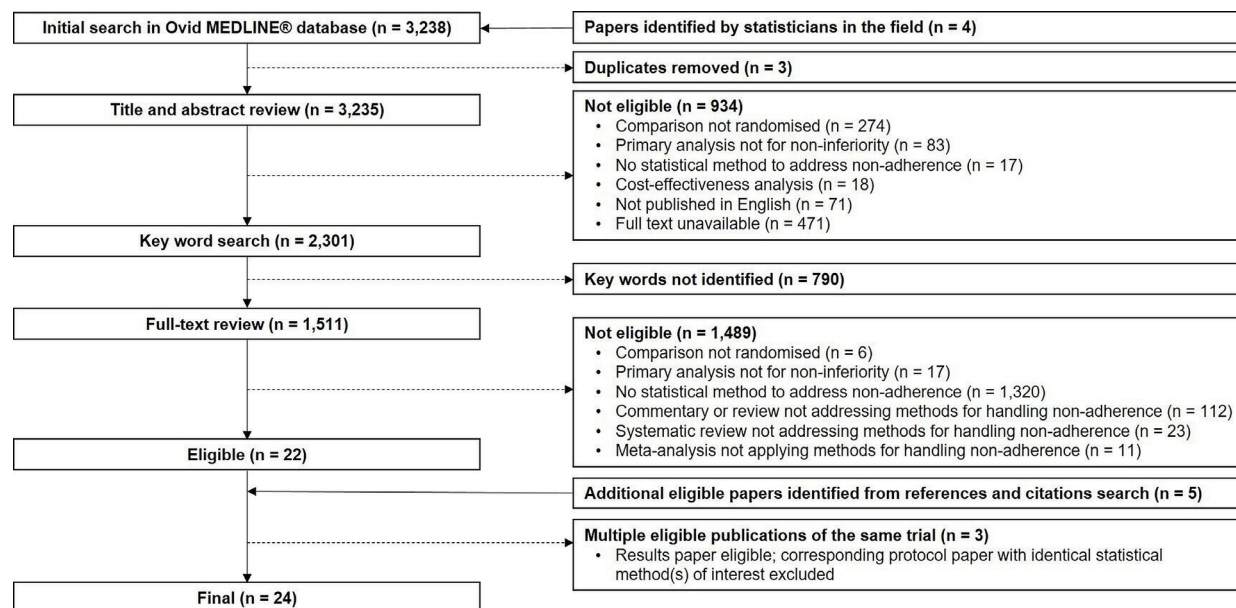 Initial search in Ovid MEDLINE® database (n = 3,238)
Papers identified by statisticians in the field (n = 4)
Duplicates removed (n = 3)
Title and abstract review (n = 3,235)
Not eligible (n = 934)
• Comparison not randomised (n = 274)
• Primary analysis not for non-inferiority (n = 83)
• No statistical method to address non-adherence (n = 17)
• Cost-effectiveness analysis (n = 18)
• Not published in English (n = 71)
• Full text unavailable (n = 471)
Key word search (n = 2,301)
Key words not identified (n = 790)
Full-text review (n = 1,511)
Not eligible (n = 1,489)
• Comparison not randomised (n = 6)
• Primary analysis not for non-inferiority (n = 17)
• No statistical method to address non-adherence (n = 1,320)
• Commentary or review not addressing methods for handling non-adherence (n = 112)
• Systematic review not addressing methods for handling non-adherence (n = 23)
• Meta-analysis not applying methods for handling non-adherence (n = 11)
Eligible (n = 22)
Additional eligible papers identified from references and citations search (n = 5)
Multiple eligible publications of the same trial (n = 3)
• Results paper eligible; corresponding protocol paper with identical statistical
method(s) of interest excluded
Final (n = 24)